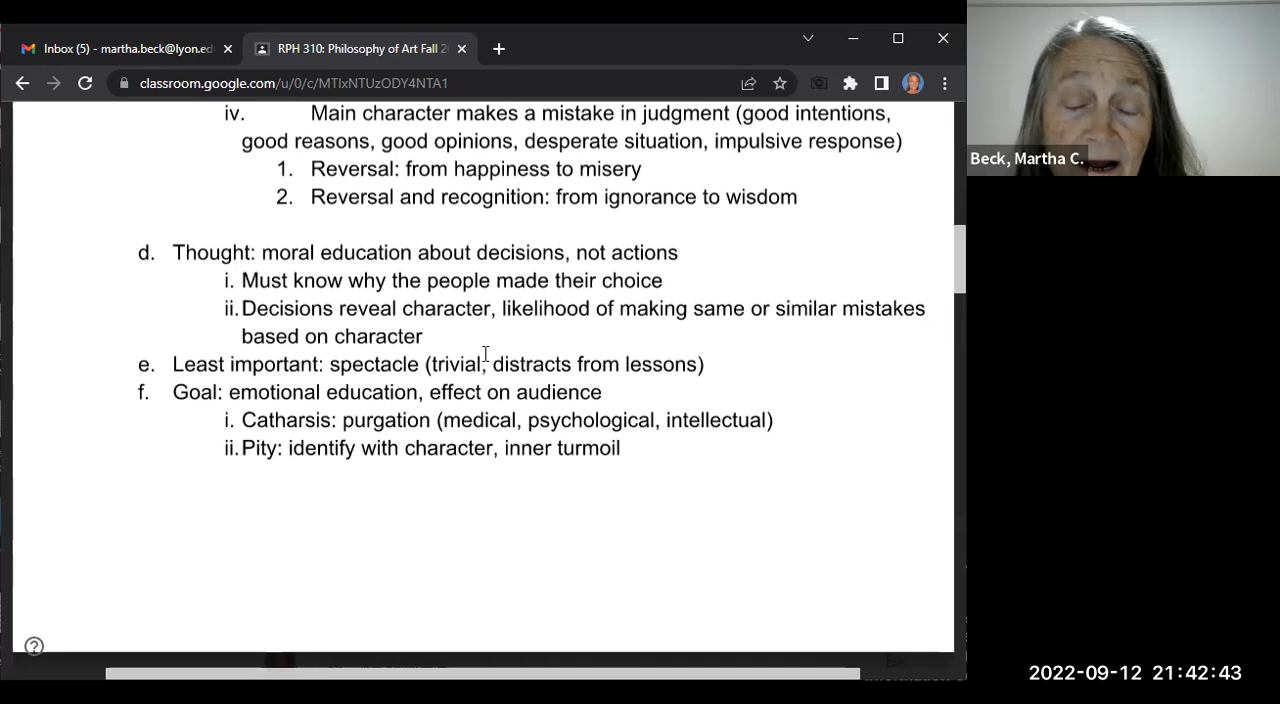 Inbox (5) - martha.beck@lyon.ed
RPH 310: Philosophy of Art Fall 2
classroom.google.com/u/0/c/MTIxNTUzODY4NTA1
iv. Main character makes a mistake in judgment (good intentions,
good reasons, good opinions, desperate situation, impulsive response)
1. Reversal: from happiness to misery
2. Reversal and recognition: from ignorance to wisdom
d. Thought: moral education about decisions, not actions
i. Must know why the people made their choice
ii. Decisions reveal character, likelihood of making same or similar mistakes
based on character
e. Least important: spectacle (trivial, distracts from lessons)
f. Goal: emotional education, effect on audience
i. Catharsis: purgation (medical, psychological, intellectual)
ii. Pity: identify with character, inner turmoil
Beck, Martha C.
2022-09-12 21:42:43